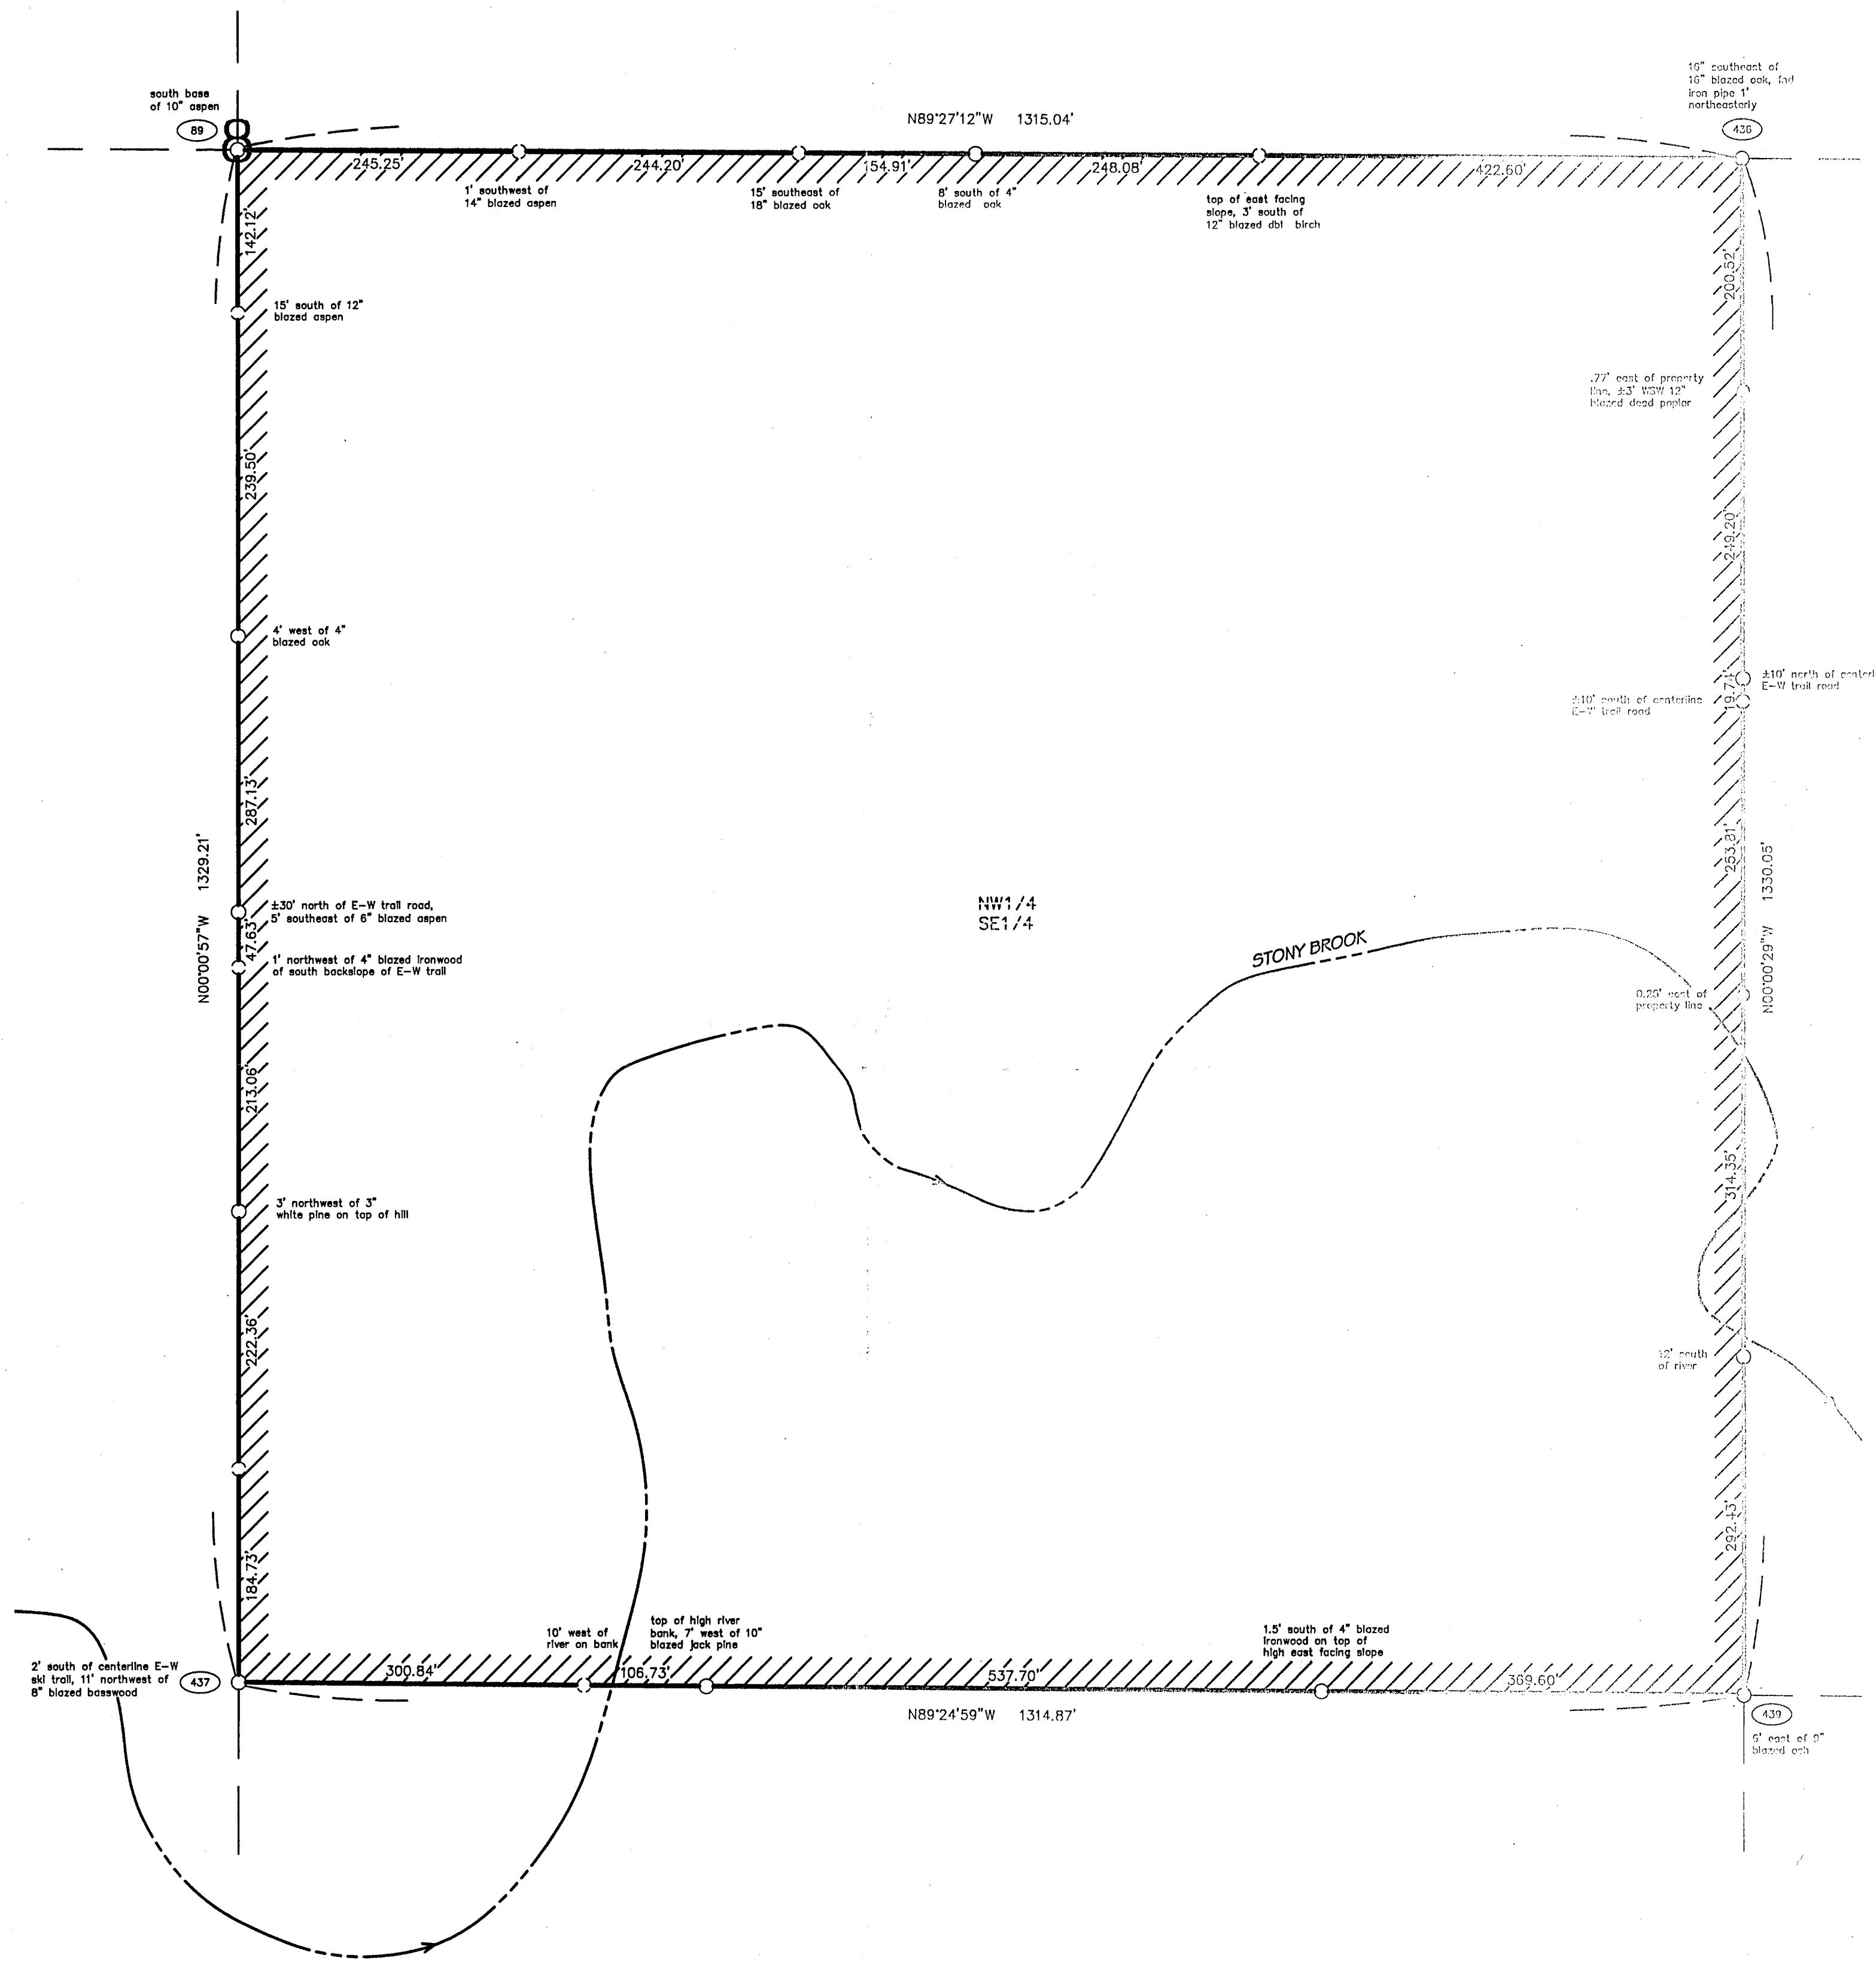 south base
of 10" aspen
89
8
N89°27'12"W 1315.04'
16" southeast of
16" blazed oak, fnd
iron pipe 1'
northeasterly
436
245.25'
244.20'
154.91'
248.08'
422.60'
1' southwest of
14" blazed aspen
15' southeast of
18" blazed oak
8' south of 4"
blazed oak
top of east facing
slope, 3' south of
12" blazed dbl birch
142.12'
200.52'
15' south of 12"
blazed aspen
.77' east of property
line, ±3' WSW 12"
blazed dead poplar
239.50'
249.20'
4' west of 4"
blazed oak
±10' north of centerl
E-W trail road
19.74'
±10' south of centerline
E-W trail road
287.13'
253.81'
N00°00'57"W 1329.21'
N00°00'29"W 1330.05'
±30' north of E-W trail road,
5' southeast of 6" blazed aspen
47.63'
1' northwest of 4" blazed ironwood
of south backslope of E-W trail
NW1/4
SE1/4
STONY BROOK
0.25' east of
property line
213.06'
314.35'
3' northwest of 3"
white pine on top of hill
222.36'
12' south
of river
292.43'
184.73'
10' west of
river on bank
top of high river
bank, 7' west of 10"
blazed jack pine
1.5' south of 4" blazed
ironwood on top of
high east facing slope
2' south of centerline E-W
ski trail, 11' northwest of
8" blazed basswood
437
300.84'
106.73'
537.70'
369.60'
N89°24'59"W 1314.87'
439
6' east of 9"
blazed ash